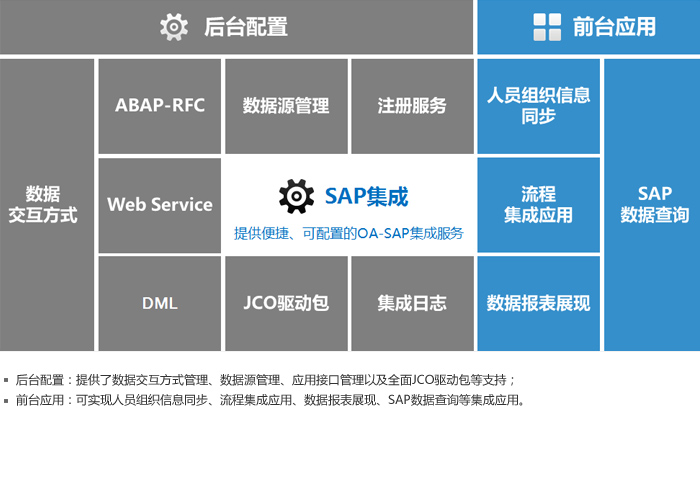 后台配置
前台应用
数据
交互方式
ABAP-RFC
数据源管理
注册服务
人员组织信息
同步
Web Service
SAP集成
提供便捷、可配置的OA-SAP集成服务
流程
集成应用
SAP
数据查询
DML
JCO驱动包
集成日志
数据报表展现
后台配置：提供了数据交互方式管理、数据源管理、应用接口管理以及全面JCO驱动包等支持；
前台应用：可实现人员组织信息同步、流程集成应用、数据报表展现、SAP数据查询等集成应用。